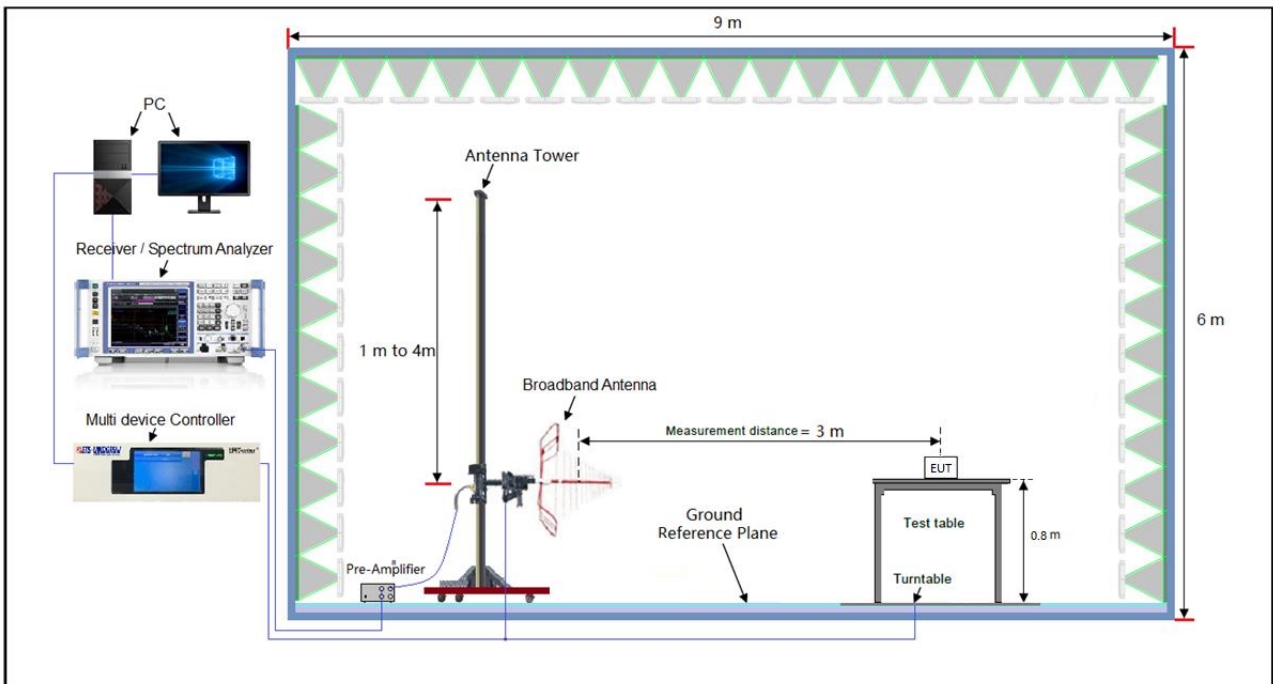 9 m
PC
Antenna Tower
Receiver / Spectrum Analyzer
6 m
1 m to 4m
Broadband Antenna
Measurement distance = 3 m
Multi device Controller
EUT
Ground
Reference Plane
Test table
0.8 m
Pre-Amplifier
Turntable